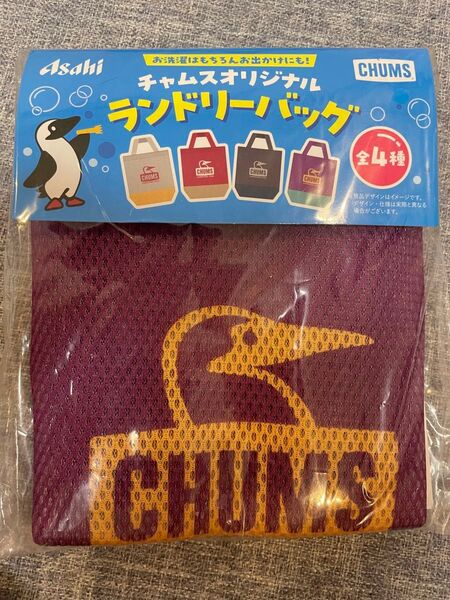 Asahi
お洗濯はもちろんお出かけにも!
CHUMS
チャムスオリジナル
ランドリーバッグ
CHUMS
CHUMS
CHUMS
CHUMS
全4種
景品デザインはイメージです。
デザイン・仕様は実際と異なる
場合がございます。
CHUMS